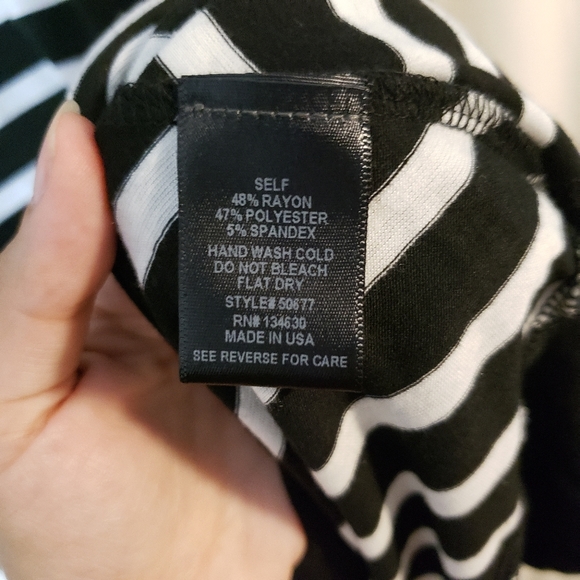 SELF
48% RAYON
47% POLYESTER
5% SPANDEX
HAND WASH COLD
DO NOT BLEACH
FLAT DRY
STYLE# 50677
RN# 134630
MADE IN USA
SEE REVERSE FOR CARE